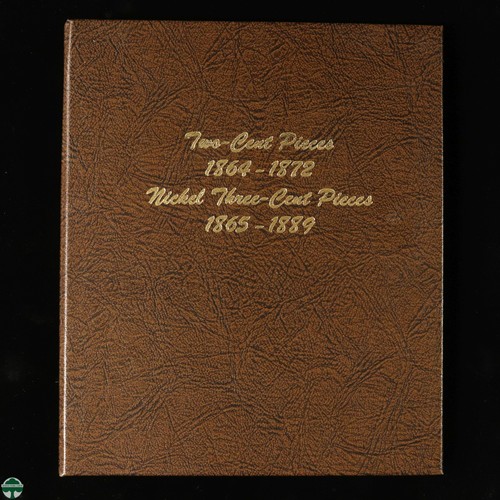 Two-Cent Pieces
1864-1872
Nickel Three-Cent Pieces
1865-1889